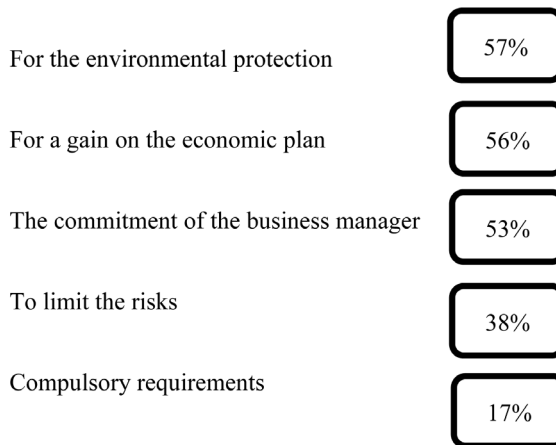 For the environmental protection 57%
For a gain on the economic plan 56%
The commitment of the business manager 53%
To limit the risks 38%
Compulsory requirements 17%